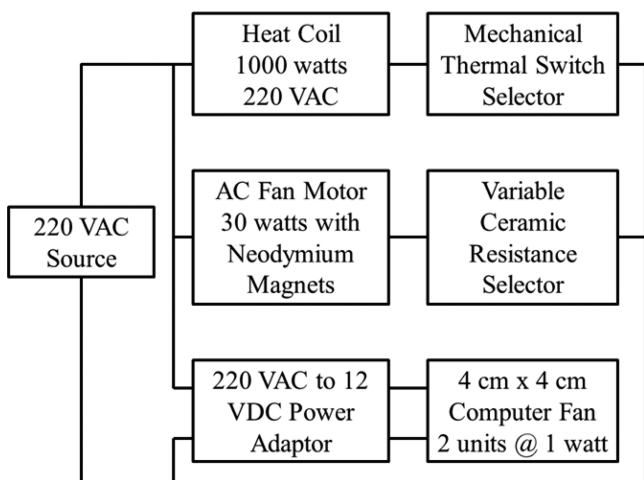 Heat Coil
1000 watts
220 VAC
Mechanical
Thermal Switch
Selector
220 VAC
Source
AC Fan Motor
30 watts with
Neodymium
Magnets
Variable
Ceramic
Resistance
Selector
220 VAC to 12
VDC Power
Adaptor
4 cm x 4 cm
Computer Fan
2 units @ 1 watt